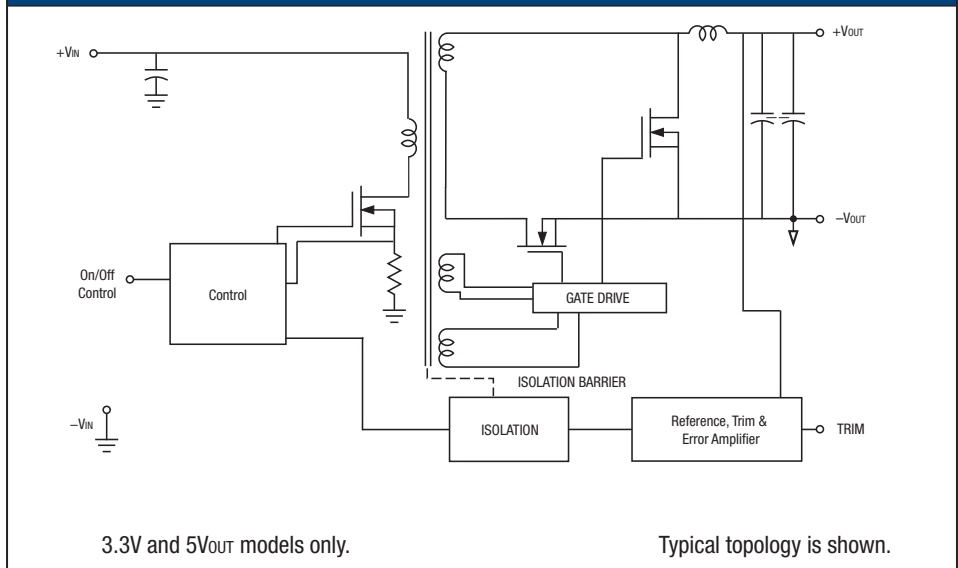 +VIN
+VOUT
–VOUT
On/Off
Control
Control
GATE DRIVE
ISOLATION BARRIER
–VIN
ISOLATION
Reference, Trim &
Error Amplifier
TRIM
3.3V and 5VOUT models only.
Typical topology is shown.